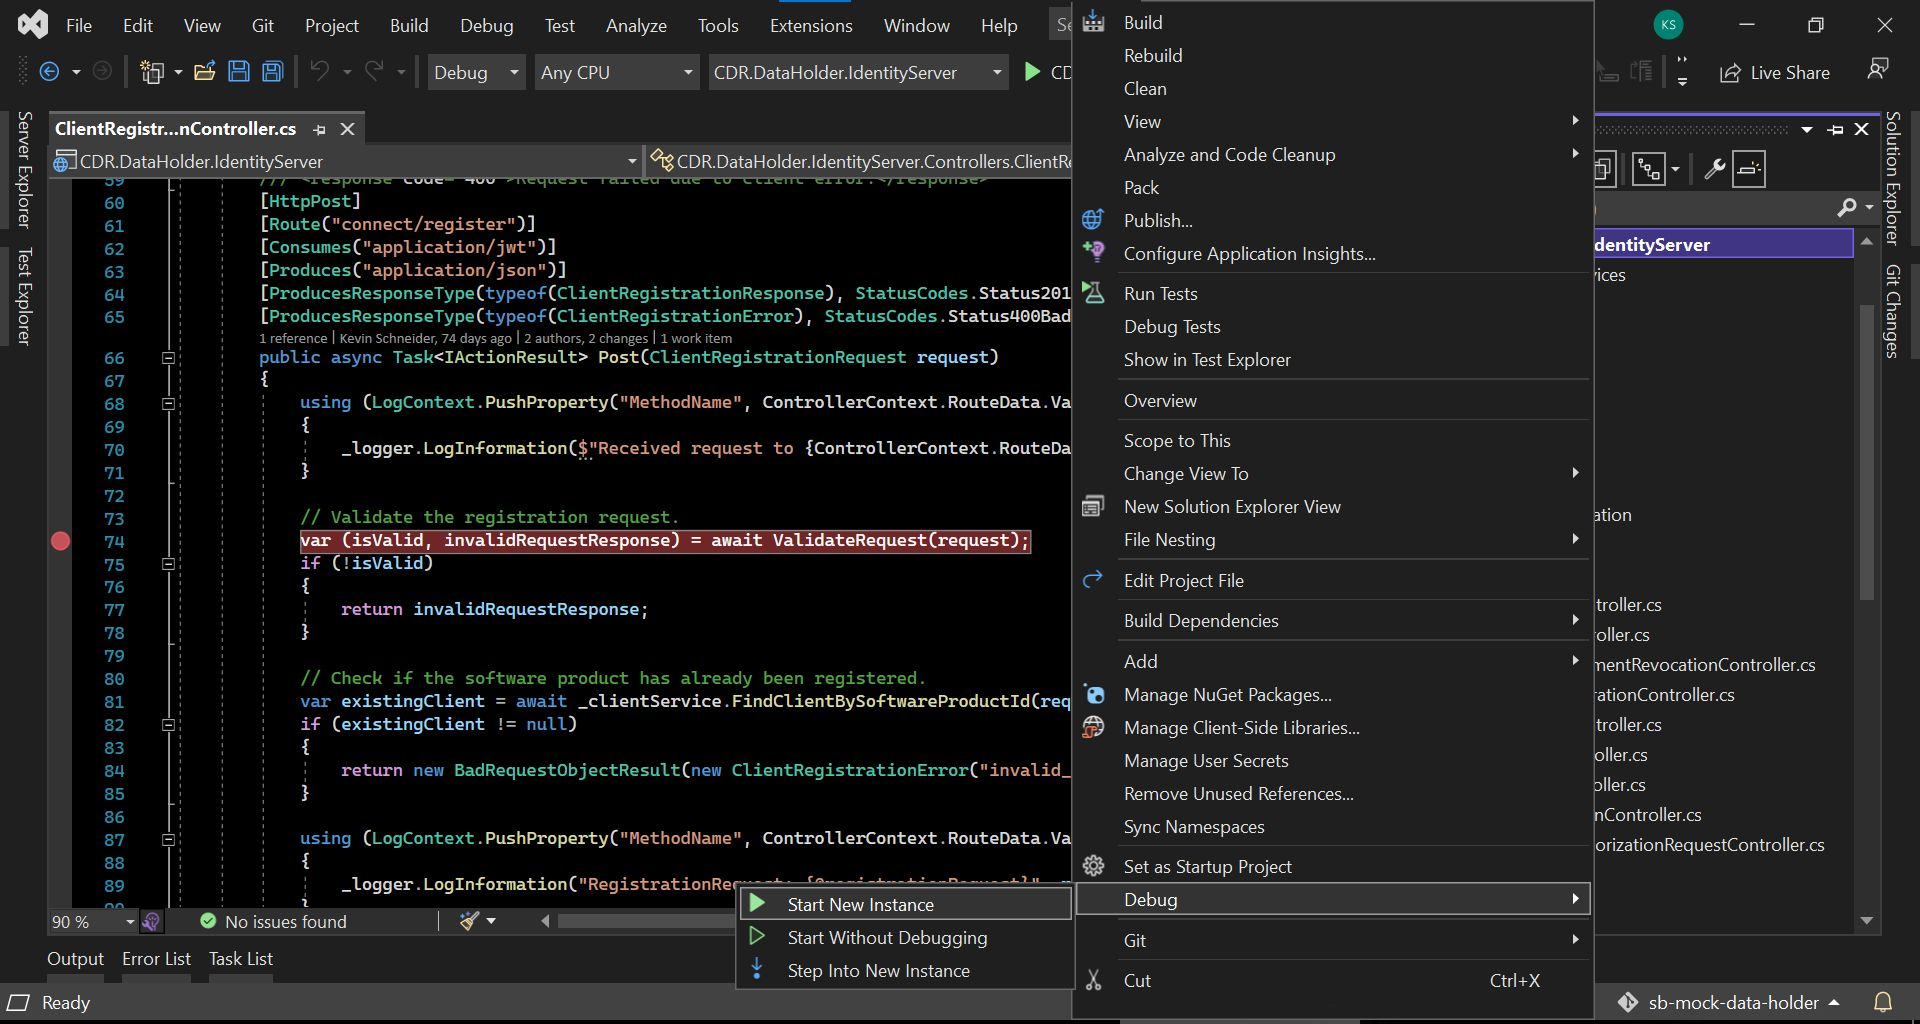 File Edit View Git Project Build Debug Test Analyze Tools Extensions Window Help
KS
Debug Any CPU CDR.DataHolder.IdentityServer
Live Share
Server Explorer
Test Explorer
ClientRegistr...nController.cs
CDR.DataHolder.IdentityServer CDR.DataHolder.IdentityServer.Controllers.ClientRe
59 /// <response code="400">Request failed due to client error.</response>
60 [HttpPost]
61 [Route("connect/register")]
62 [Consumes("application/jwt")]
63 [Produces("application/json")]
64 [ProducesResponseType(typeof(ClientRegistrationResponse), StatusCodes.Status201
65 [ProducesResponseType(typeof(ClientRegistrationError), StatusCodes.Status400Bad
1 reference | Kevin Schneider, 74 days ago | 2 authors, 2 changes | 1 work item
66 public async Task<IActionResult> Post(ClientRegistrationRequest request)
67 {
68 using (LogContext.PushProperty("MethodName", ControllerContext.RouteData.Va
69 {
70 _logger.LogInformation($"Received request to {ControllerContext.RouteDa
71 }
72
73 // Validate the registration request.
74 var (isValid, invalidRequestResponse) = await ValidateRequest(request);
75 if (!isValid)
76 {
77 return invalidRequestResponse;
78 }
79
80 // Check if the software product has already been registered.
81 var existingClient = await _clientService.FindClientBySoftwareProductId(req
82 if (existingClient != null)
83 {
84 return new BadRequestObjectResult(new ClientRegistrationError("invalid_
85 }
86
87 using (LogContext.PushProperty("MethodName", ControllerContext.RouteData.Va
88 {
89 _logger.LogInformation(
90 }
90 % No issues found
Output Error List Task List
Ready
Build
Rebuild
Clean
View
Analyze and Code Cleanup
Pack
Publish...
Configure Application Insights...
Run Tests
Debug Tests
Show in Test Explorer
Overview
Scope to This
Change View To
New Solution Explorer View
File Nesting
Edit Project File
Build Dependencies
Add
Manage NuGet Packages...
Manage Client-Side Libraries...
Manage User Secrets
Remove Unused References...
Sync Namespaces
Set as Startup Project
Debug
Git
Cut Ctrl+X
Start New Instance
Start Without Debugging
Step Into New Instance
dentityServer
ices
ation
troller.cs
oller.cs
mentRevocationController.cs
rationController.cs
troller.cs
oller.cs
oller.cs
nController.cs
orizationRequestController.cs
Solution Explorer
Git Changes
sb-mock-data-holder